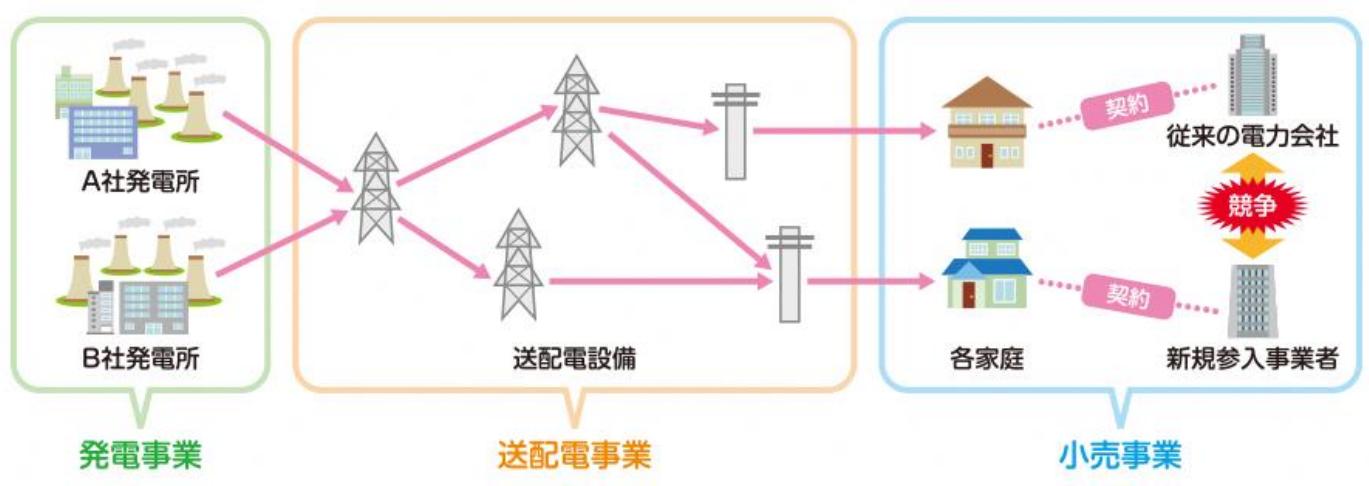 A社発電所
B社発電所
発電事業
送配電設備
送配電事業
契約
従来の電力会社
競争
契約
各家庭
新規参入事業者
小売事業